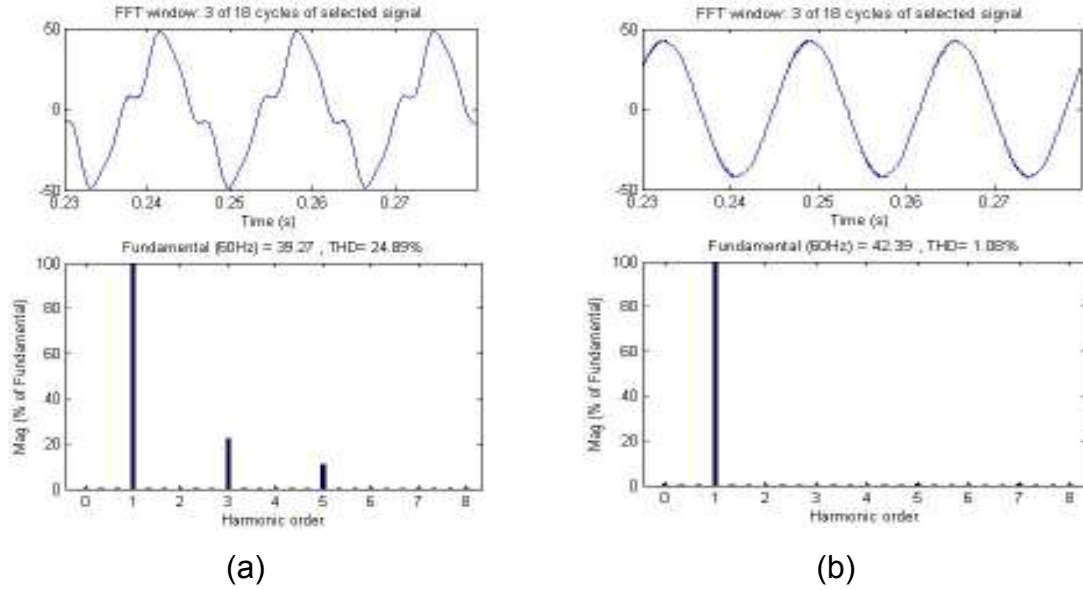 FFT window: 3 of 18 cycles of selected signal
50
0
-50
0.23 0.24 0.25 0.26 0.27
Time (s)
Fundamental (60Hz) = 39.27 , THD= 24.89%
100
80
60
40
20
0
Mag (% of Fundamental)
0 1 2 3 4 5 6 7 8
Harmonic order
(a)
FFT window: 3 of 18 cycles of selected signal
50
0
-50
0.23 0.24 0.25 0.26 0.27
Time (s)
Fundamental (60Hz) = 42.39 , THD= 1.08%
100
80
60
40
20
0
Mag (% of Fundamental)
0 1 2 3 4 5 6 7 8
Harmonic order
(b)